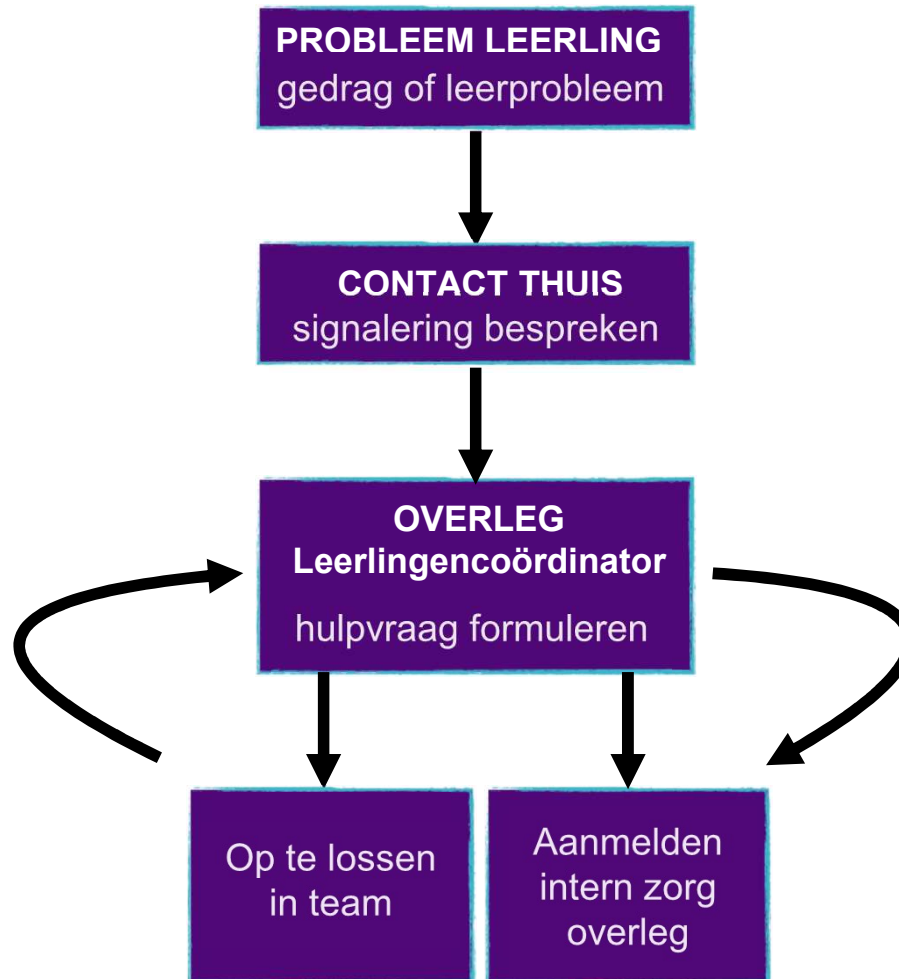 PROBLEEM LEERLING
gedrag of leerprobleem
CONTACT THUIS
signalering bespreken
OVERLEG
Leerlingencoördinator
hulpvraag formuleren
Op te lossen
in team
Aanmelden
intern zorg
overleg